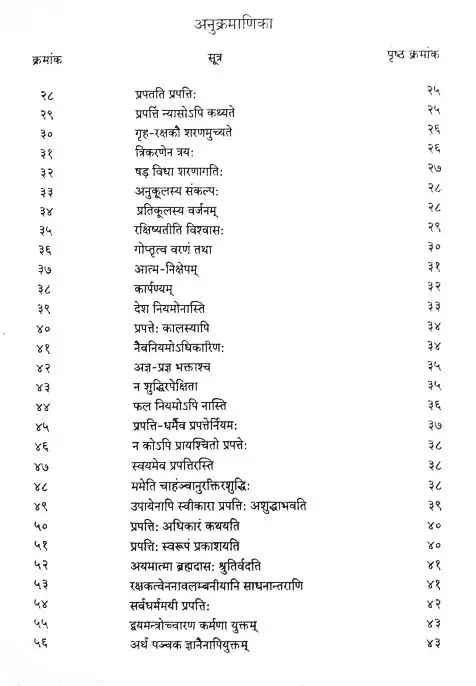 अनुक्रमाणिका
क्रमांक सूत्र पृष्ठ क्रमांक
२८ प्रपतति प्रपत्ति: २५
२९ प्रपत्तिं न्यासोऽपि कथ्यते २५
३० गृह-रक्षकौ शरणमुच्यते २६
३१ त्रिकरणेन त्रय: २६
३२ षड़ विधा शरणागति: २७
३३ अनुकूलस्य संकल्प: २८
३४ प्रतिकूलस्य वर्जनम् २८
३५ रक्षिष्यतीति विश्वास: २९
३६ गोप्तृत्व वरणं तथा ३०
३७ आत्म-निक्षेपम् ३१
३८ कार्पण्यम् ३२
३९ देश नियमोनास्ति ३३
४० प्रपत्ते: कालस्यापि ३४
४१ नैवनियमोऽधिकारिण: ३४
४२ अज्ञ-प्रज्ञ भक्ताश्च ३५
४३ न शुद्धिरपेक्षिता ३५
४४ फल नियमोऽपि नास्ति ३६
४५ प्रपत्ति-धर्मैव प्रपत्तेर्नियम: ३७
४६ न कोऽपि प्रायश्चितो प्रपत्ते: ३८
४७ स्वयमेव प्रपत्तिरस्ति ३८
४८ ममेति चाहंञ्चानुरक्तिरशुद्धि: ३८
४९ उपायेनापि स्वीकारा प्रपत्ति: अशुद्धाभवति ३९
५० प्रपत्ति: अधिकारं कथयति ४०
५१ प्रपत्ति: स्वरूपं प्रकाशयति ४०
५२ अयमात्मा ब्रह्मदास: श्रुतिर्वदति ४१
५३ रक्षकत्वेननावलम्बनीयानि साधनान्तराणि ४१
५४ सर्वधर्ममयी प्रपत्ति: ४२
५५ द्वयमन्त्रोच्चारण कर्मणा युक्तम् ४३
५६ अर्थ पञ्चक ज्ञानेनापियुक्तम् ४३